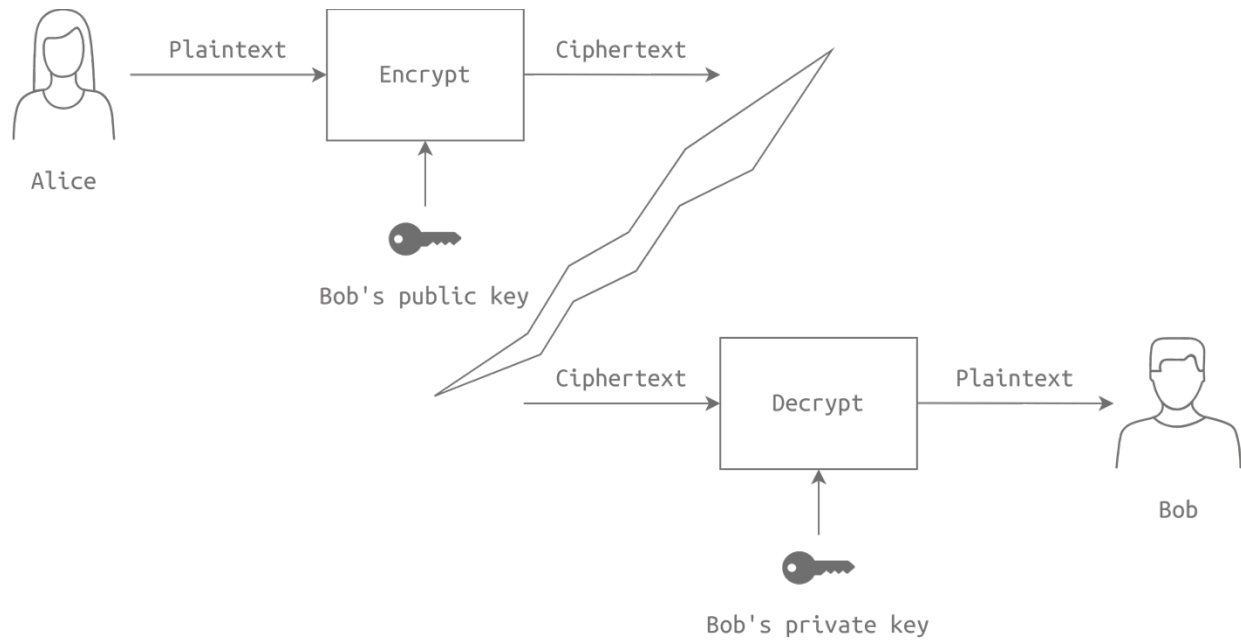 Plaintext
Encrypt
Ciphertext
Alice
Bob's public key
Ciphertext
Decrypt
Plaintext
Bob
Bob's private key